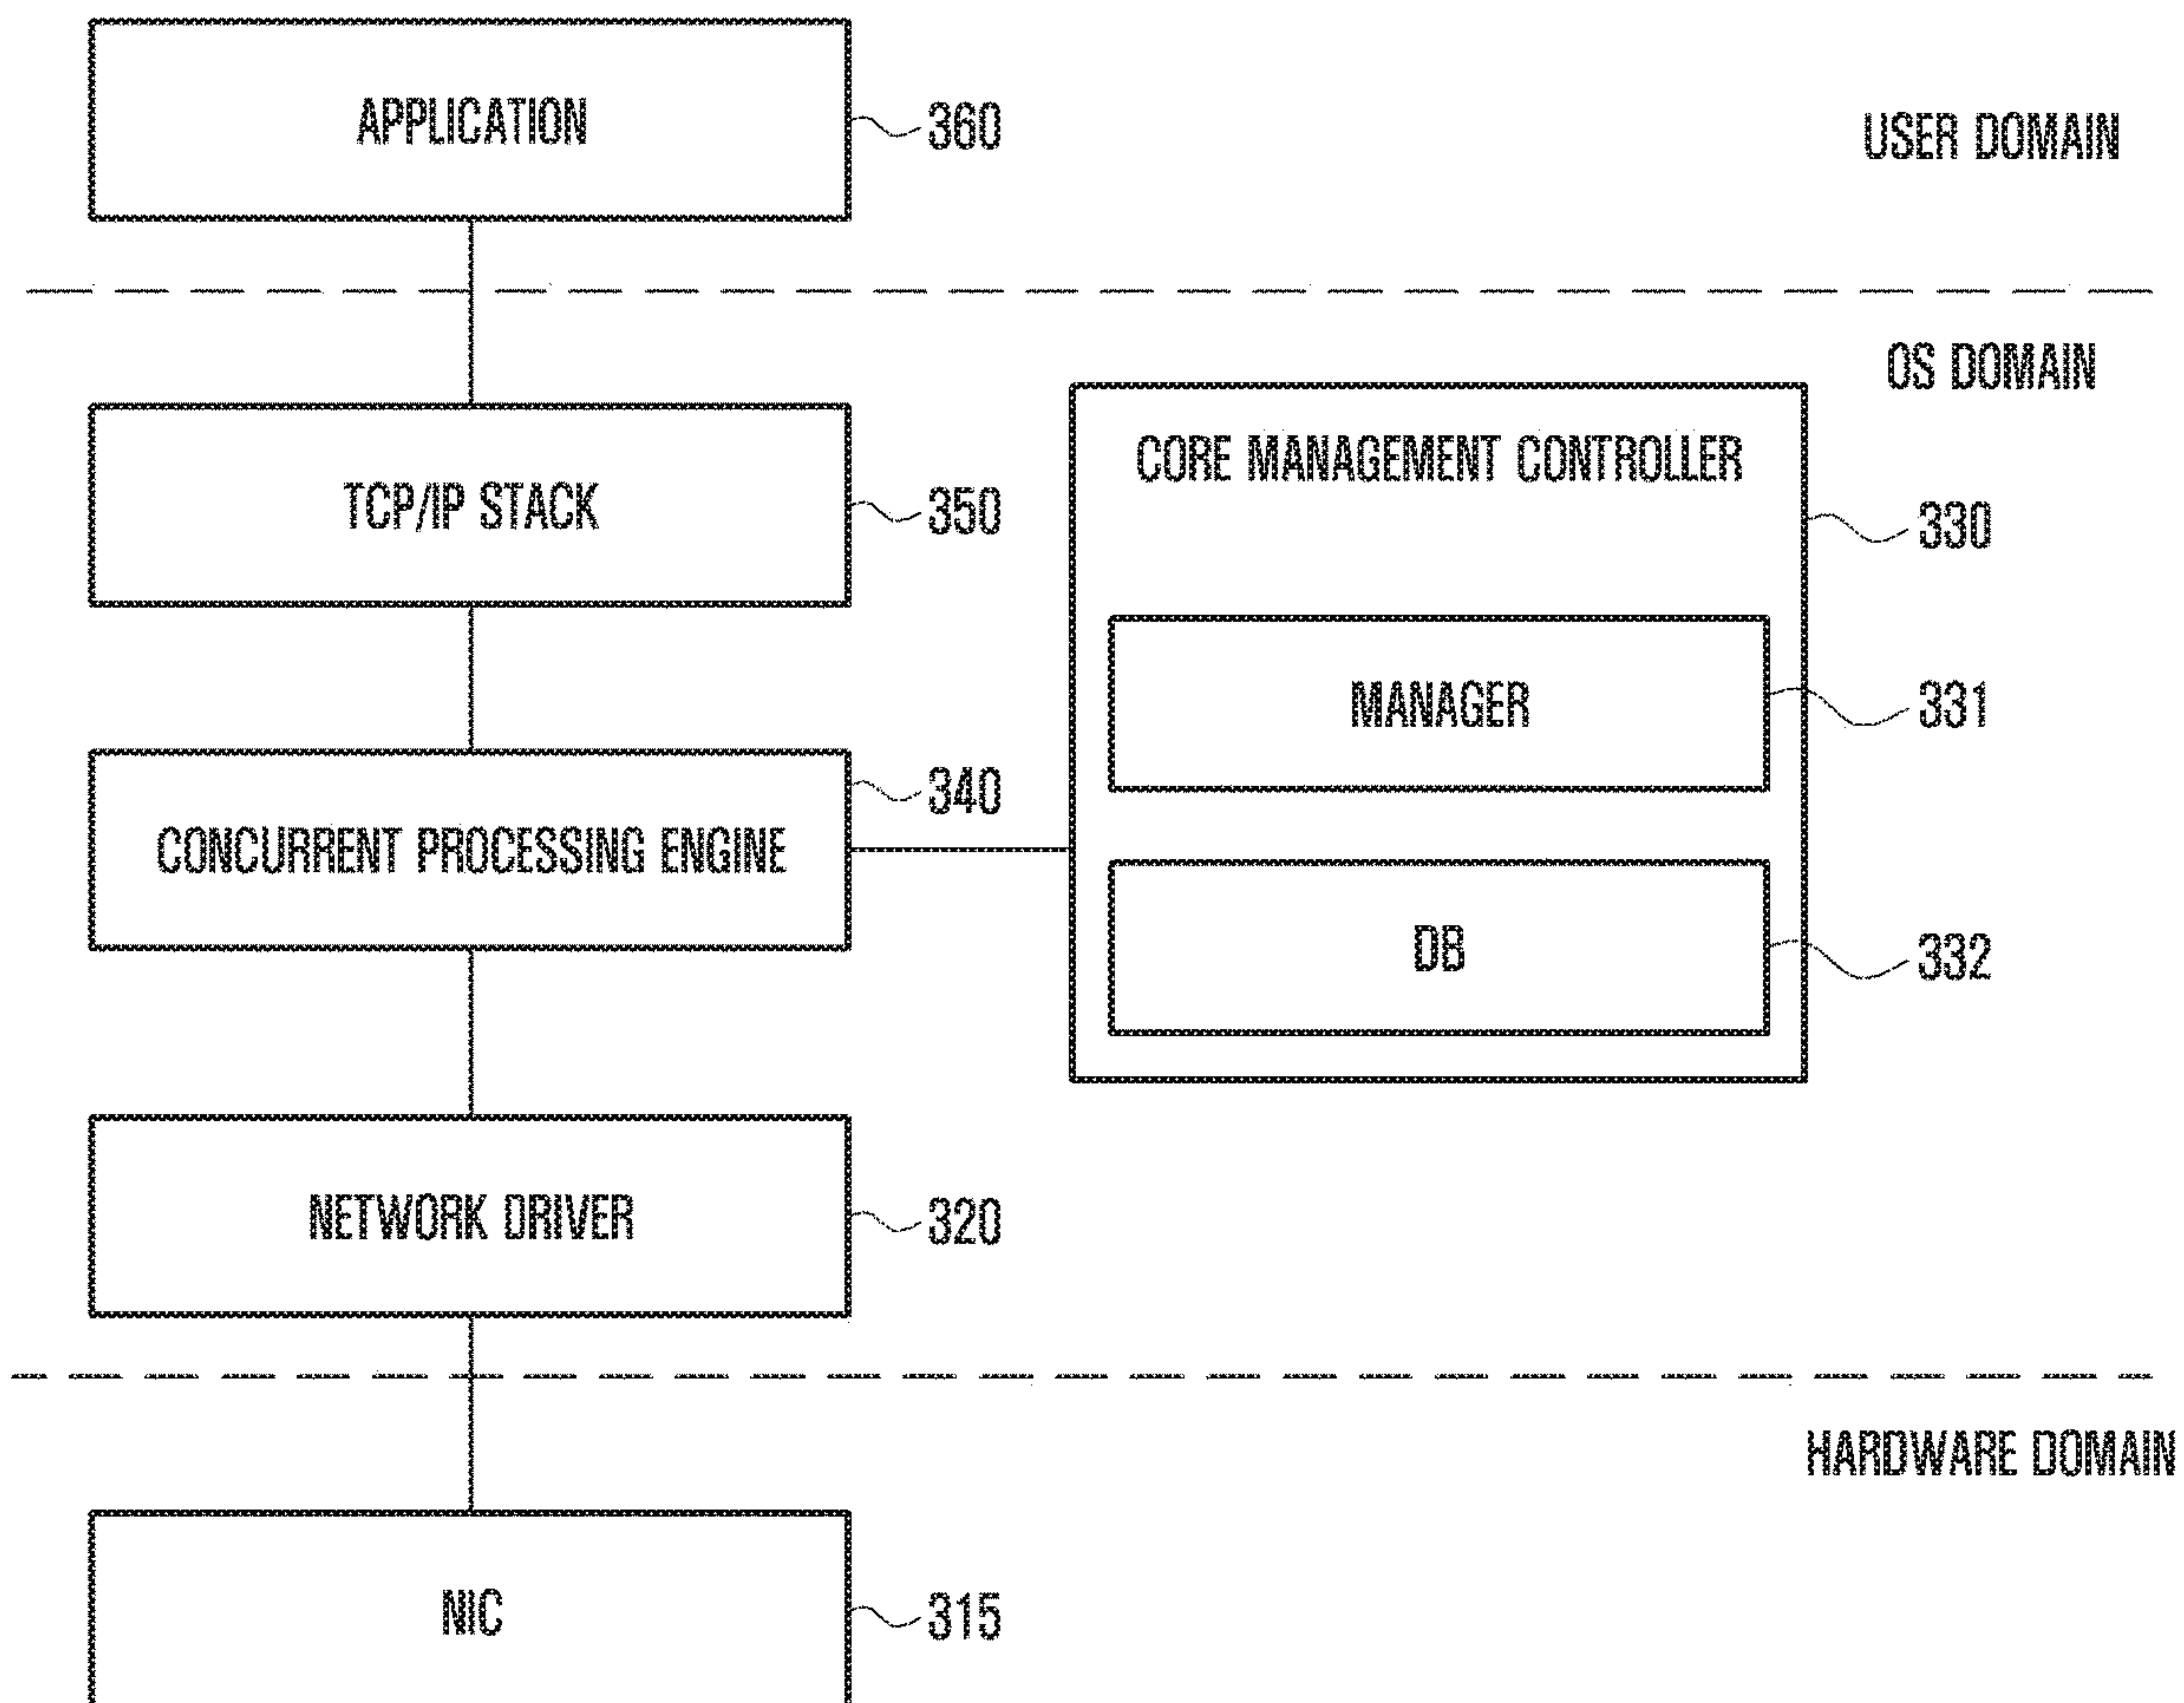 APPLICATION
360
USER DOMAIN
OS DOMAIN
TCP/IP STACK
350
CORE MANAGEMENT CONTROLLER
330
MANAGER
331
340
CONCURRENT PROCESSING ENGINE
DB
332
NETWORK DRIVER
320
HARDWARE DOMAIN
NIC
315